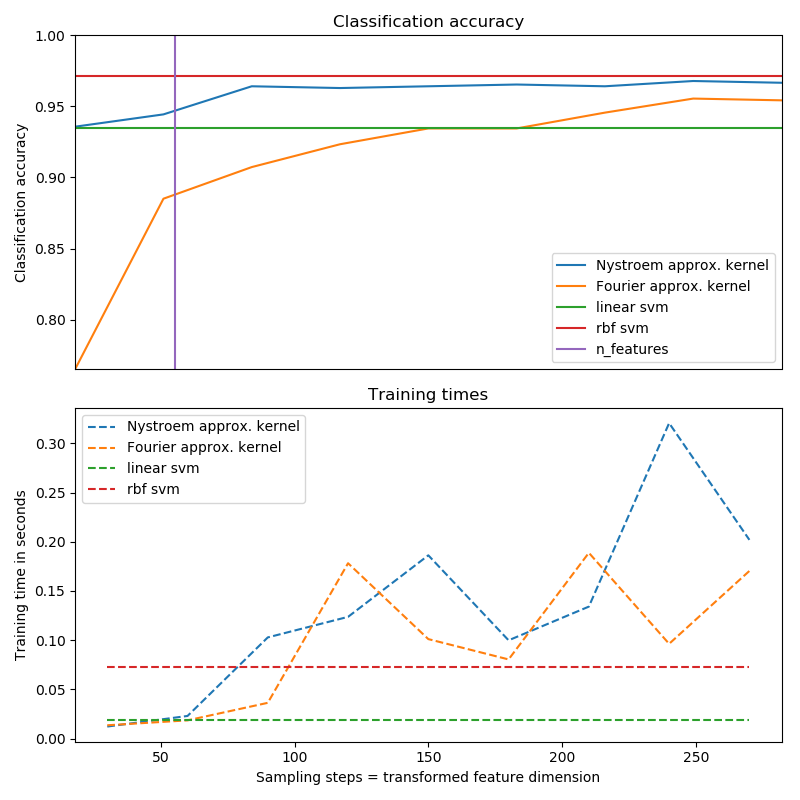 Classification accuracy
1.00
0.95
0.90
0.85
0.80
Classification accuracy
Nystroem approx. kernel
Fourier approx. kernel
linear svm
rbf svm
n_features
Training times
0.30
0.25
0.20
0.15
0.10
0.05
0.00
Training time in seconds
Nystroem approx. kernel
Fourier approx. kernel
linear svm
rbf svm
50 100 150 200 250
Sampling steps = transformed feature dimension